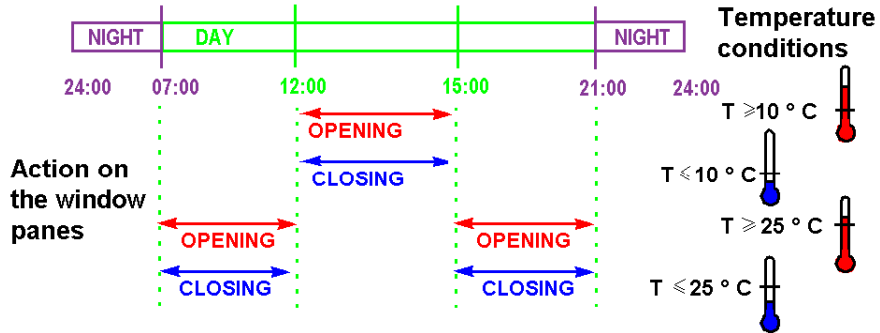 NIGHT DAY NIGHT
24:00 07:00 12:00 15:00 21:00 24:00
Temperature
conditions
OPENING T ⩾10 ° C
CLOSING T ⩽10 ° C
Action on
the window
panes
OPENING OPENING T ⩾ 25 ° C
CLOSING CLOSING T ⩽25 ° C